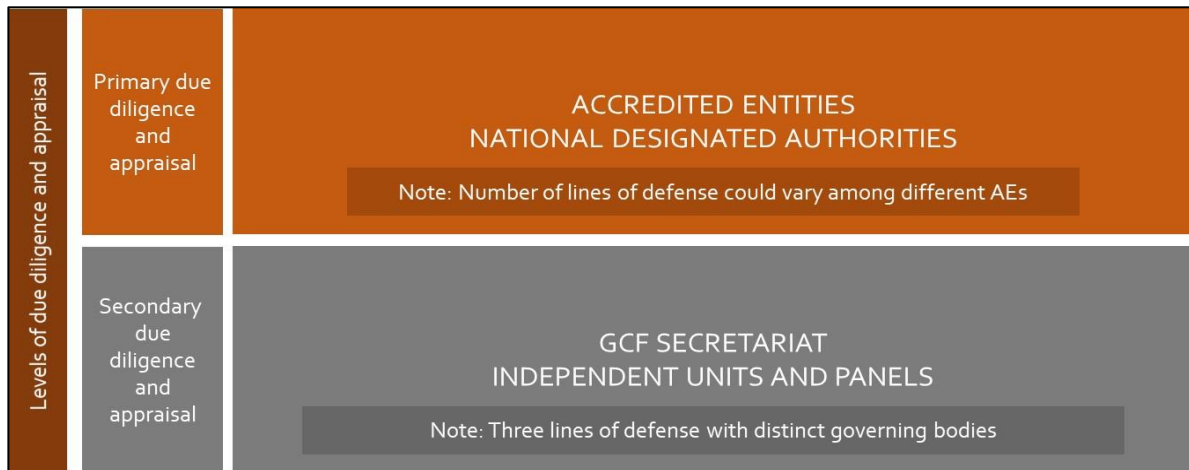 Levels of due diligence and appraisal
Primary due
diligence
and
appraisal
ACCREDITED ENTITIES
NATIONAL DESIGNATED AUTHORITIES
Note: Number of lines of defense could vary among different AEs
Secondary
due
diligence
and
appraisal
GCF SECRETARIAT
INDEPENDENT UNITS AND PANELS
Note: Three lines of defense with distinct governing bodies